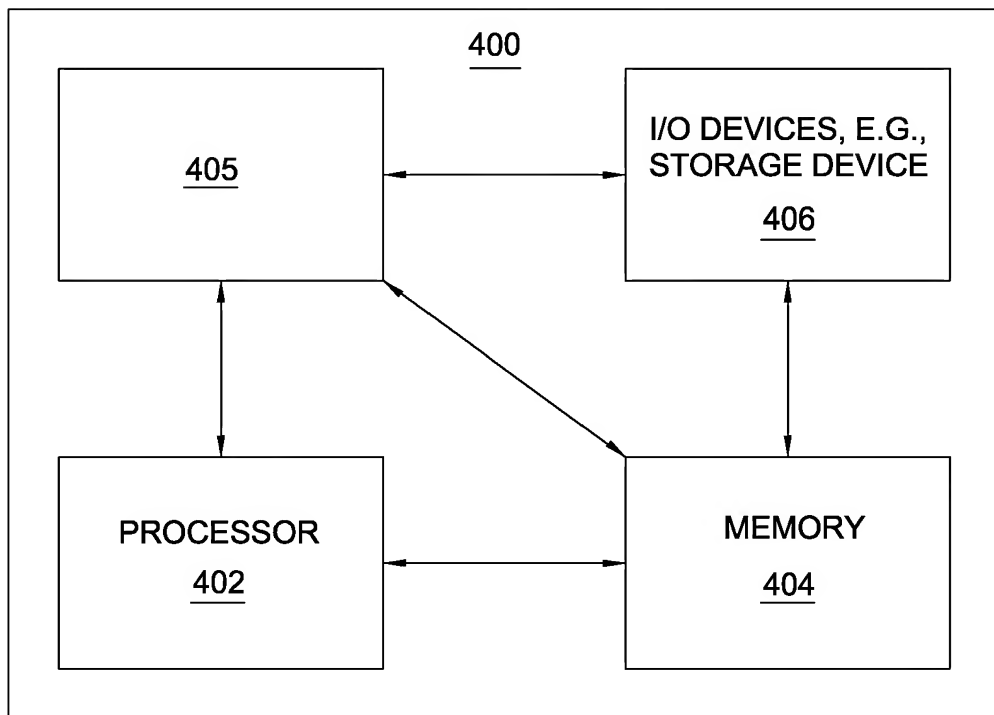 400
405
I/O DEVICES, E.G.,
STORAGE DEVICE
406
PROCESSOR
402
MEMORY
404